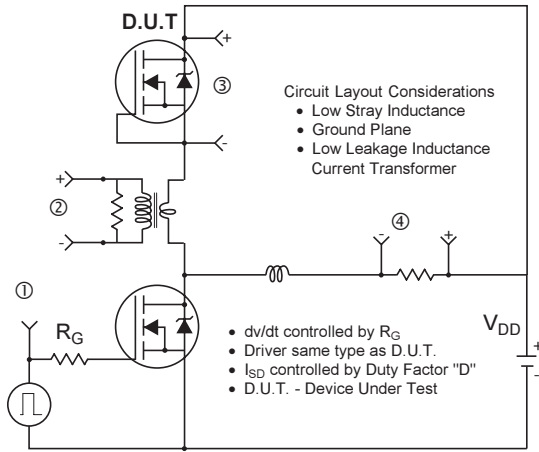 D.U.T
+
③
-
Circuit Layout Considerations
• Low Stray Inductance
• Ground Plane
• Low Leakage Inductance
Current Transformer
+
②
-
④
-
+
①
RG
VDD
+
-
• dv/dt controlled by RG
• Driver same type as D.U.T.
• ISD controlled by Duty Factor "D"
• D.U.T. - Device Under Test